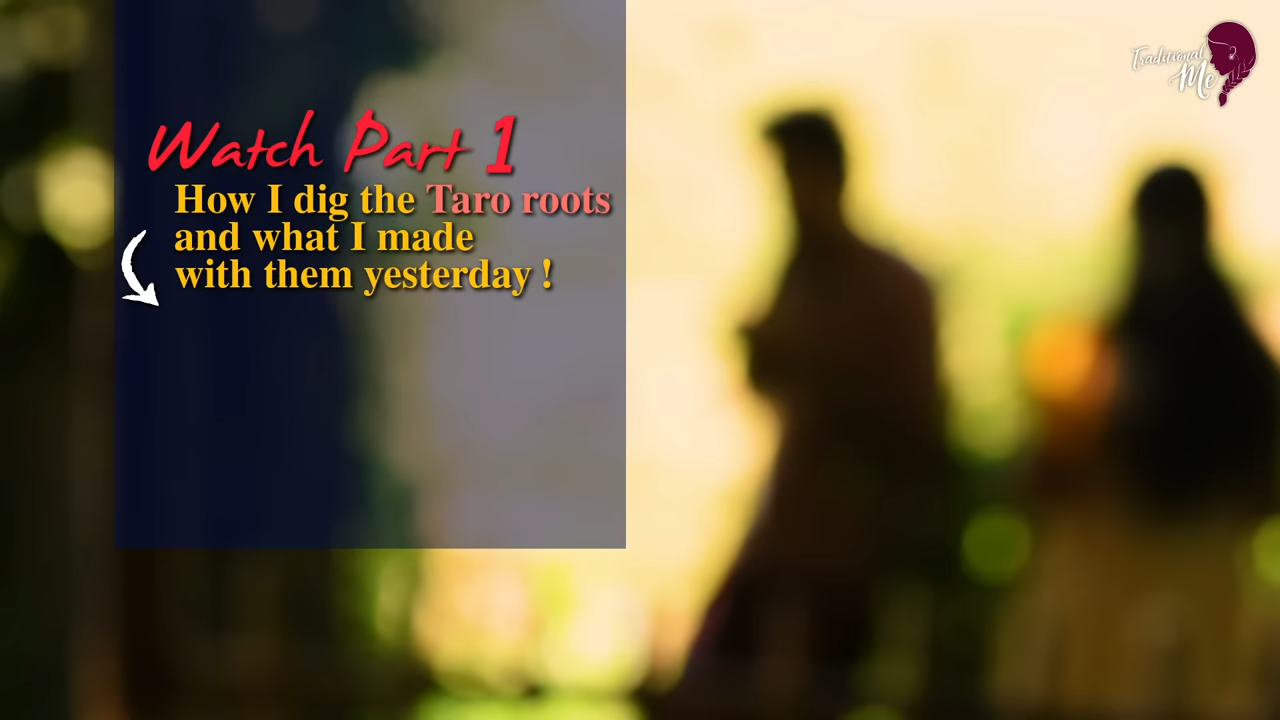 Traditional
Me
Watch Part 1
How I dig the Taro roots
and what I made
with them yesterday !